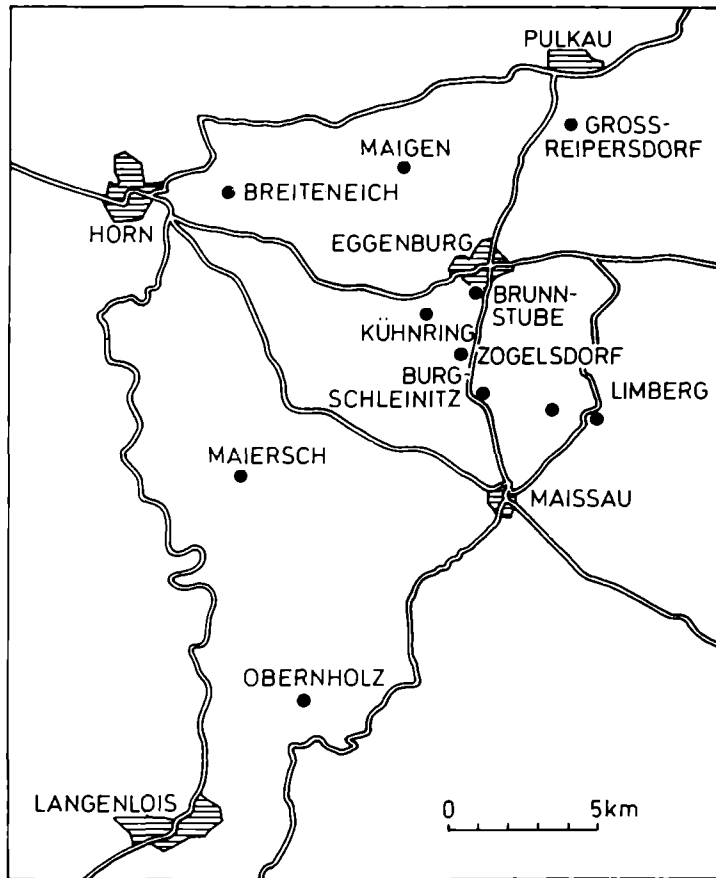 PULKAU
GROSS-
REIPERSDORF
MAIGEN
BREITENEICH
HORN
EGGENBURG
BRUNN-
STUBE
KÜHNRING
ZOGELSDORF
BURG-
SCHLEINITZ
LIMBERG
MAIERSCH
MAISSAU
OBERNHOLZ
LANGENLOIS
0 5km